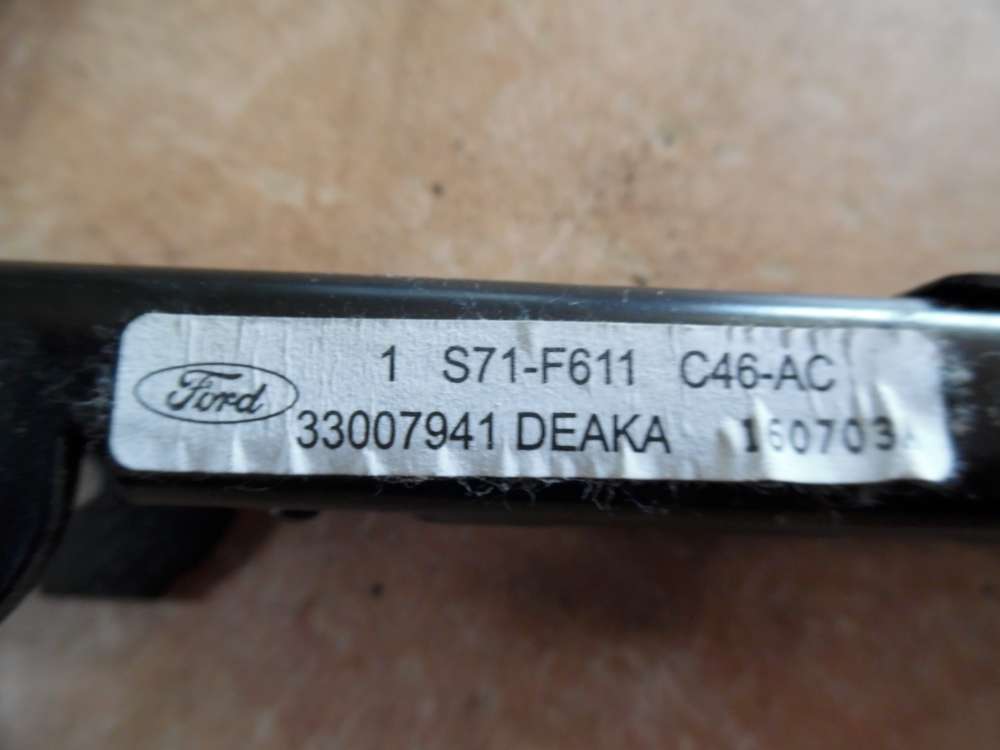 1 S71-F611 C46-AC
Ford
33007941 DEAKA 160703